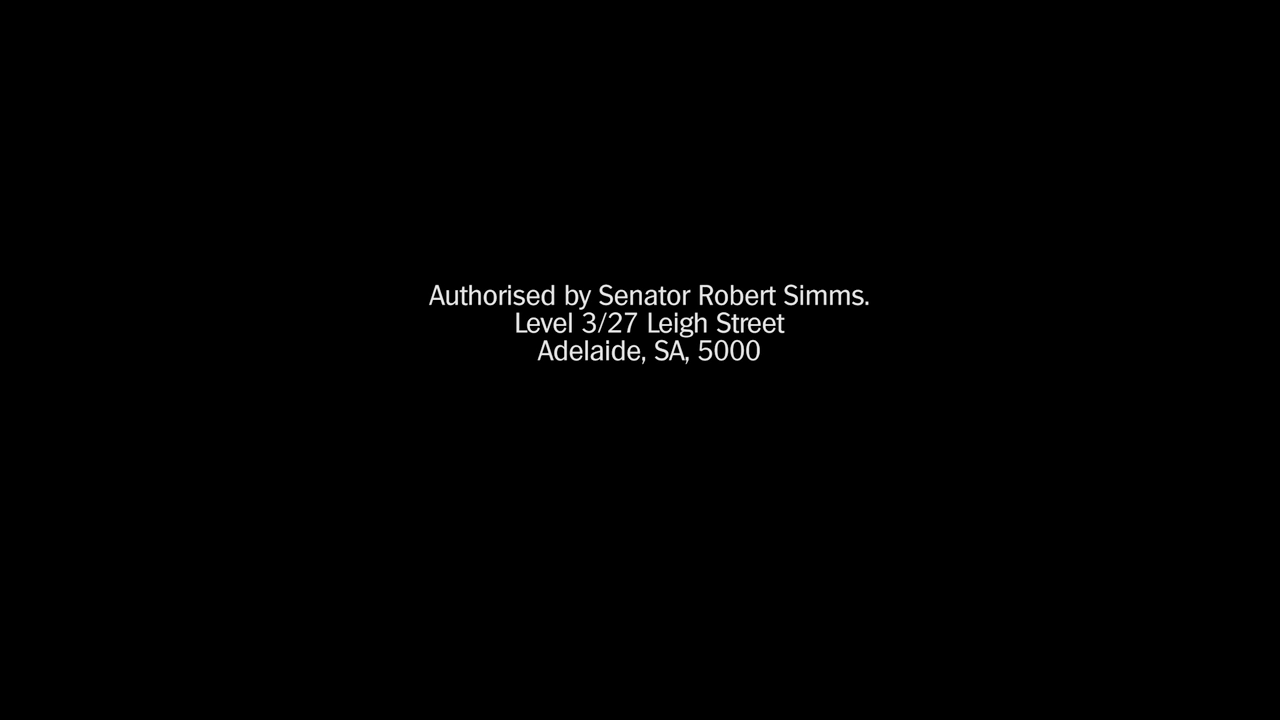 Authorised by Senator Robert Simms.
Level 3/27 Leigh Street
Adelaide, SA, 5000